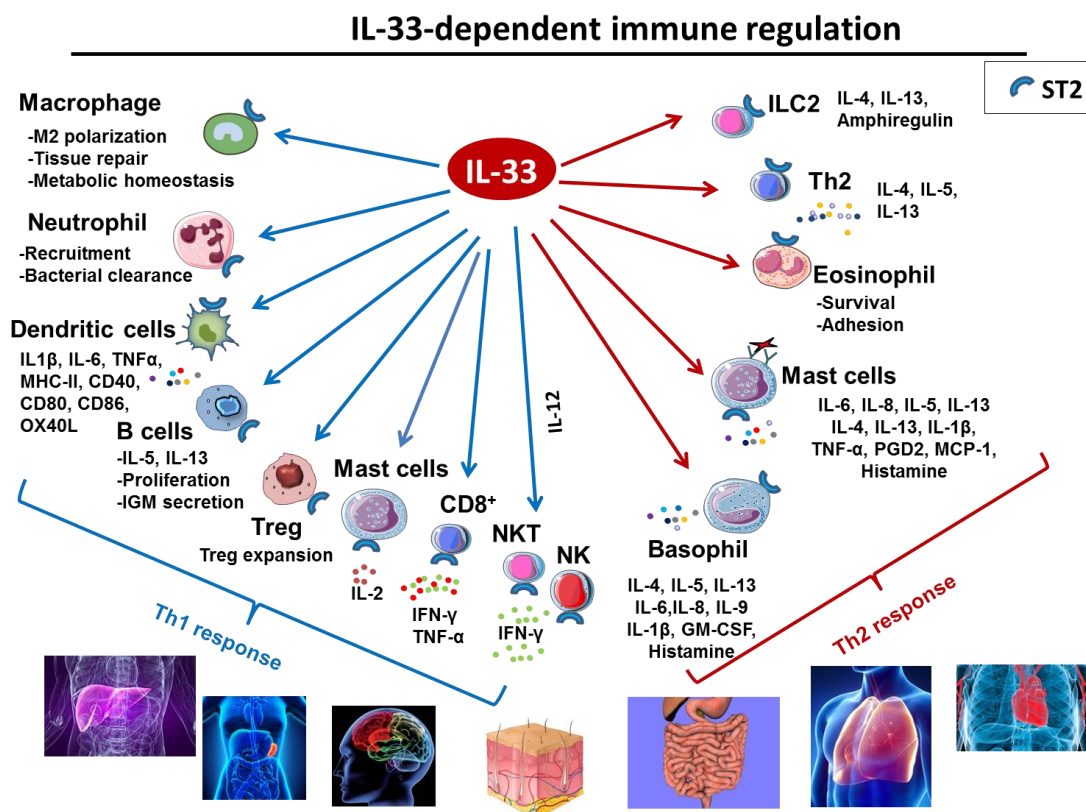 IL-33-dependent immune regulation
ST2
IL-33
Macrophage
-M2 polarization
-Tissue repair
-Metabolic homeostasis
Neutrophil
-Recruitment
-Bacterial clearance
Dendritic cells
IL1β, IL-6, TNFα,
MHC-II, CD40,
CD80, CD86,
OX40L
B cells
-IL-5, IL-13
-Proliferation
-IGM secretion
Treg
Treg expansion
Mast cells
IL-2
CD8+
IFN-γ
TNF-α
IL-12
NKT
NK
IFN-γ
Th1 response
ILC2
IL-4, IL-13,
Amphiregulin
Th2
IL-4, IL-5,
IL-13
Eosinophil
-Survival
-Adhesion
Mast cells
IL-6, IL-8, IL-5, IL-13
IL-4, IL-13, IL-1β,
TNF-α, PGD2, MCP-1,
Histamine
Basophil
IL-4, IL-5, IL-13
IL-6,IL-8, IL-9
IL-1β, GM-CSF,
Histamine
Th2 response